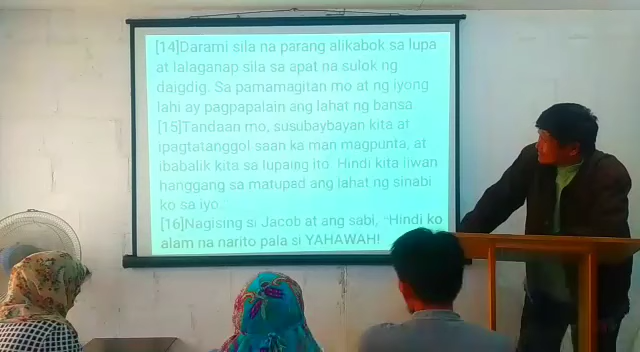 [14]Darami sila na parang alikabok sa lupa
at lalaganap sila sa apat na sulok ng
daigdig. Sa pamamagitan mo at ng iyong
lahi ay pagpapalain ang lahat ng bansa
[15]Tandaan mo, susubaybayan kita at
ipagtatanggol saan ka man magpunta, at
ibabalik kita sa lupaing ito. Hindi kita iiwan
hanggang sa matupad ang lahat ng sinabi
ko sa iyo."
[16]Nagising si Jacob at ang sabi, "Hindi ko
alam na narito pala si YAHAWAH!